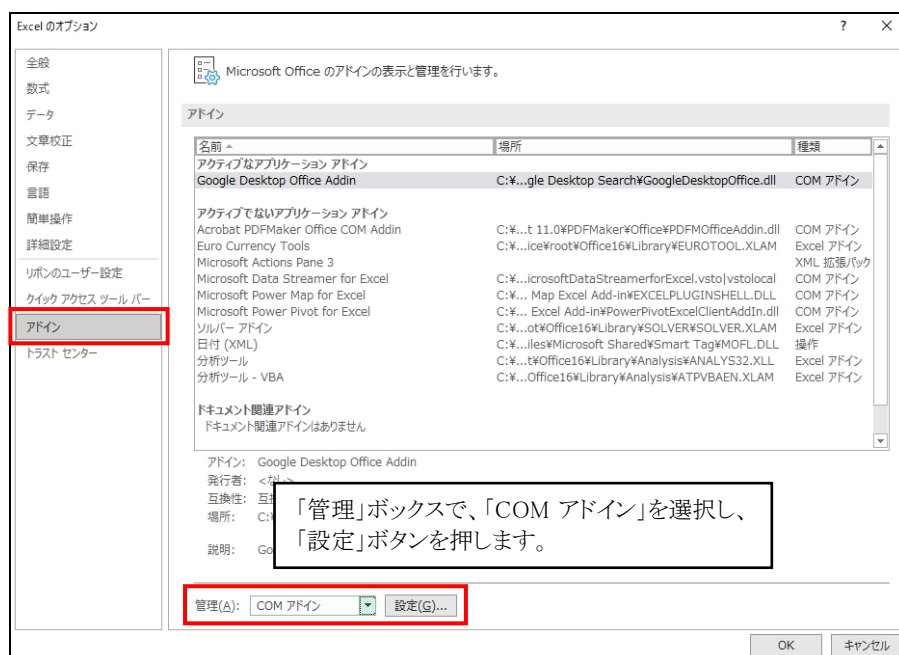 Excel のオプション
? ×
全般
数式
データ
文章校正
保存
言語
簡単操作
詳細設定
リボンのユーザー設定
クイック アクセス ツール バー
アドイン
トラスト センター
Microsoft Office のアドインの表示と管理を行います。
アドイン
名前 場所 種類
アクティブなアプリケーション アドイン
Google Desktop Office Addin C:¥...gle Desktop Search¥GoogleDesktopOffice.dll COM アドイン
アクティブでないアプリケーション アドイン
Acrobat PDFMaker Office COM Addin C:¥...t 11.0¥PDFMaker¥Office¥PDFMOfficeAddin.dll COM アドイン
Euro Currency Tools C:¥...ice¥root¥Office16¥Library¥EUROTOOL.XLAM Excel アドイン
Microsoft Actions Pane 3 XML 拡張パック
Microsoft Data Streamer for Excel C:¥...icrosoftDataStreamerforExcel.vsto|vstolocal COM アドイン
Microsoft Power Map for Excel C:¥... Map Excel Add-in¥EXCELPLUGINSHELL.DLL COM アドイン
Microsoft Power Pivot for Excel C:¥... Excel Add-in¥PowerPivotExcelClientAddIn.dll COM アドイン
ソルバー アドイン C:¥...ot¥Office16¥Library¥SOLVER¥SOLVER.XLAM Excel アドイン
日付 (XML) C:¥...iles¥Microsoft Shared¥Smart Tag¥MOFL.DLL 操作
分析ツール C:¥...t¥Office16¥Library¥Analysis¥ANALYS32.XLL Excel アドイン
分析ツール - VBA C:¥...Office16¥Library¥Analysis¥ATPVBAEN.XLAM Excel アドイン
ドキュメント関連アドイン
ドキュメント関連アドインはありません
アドイン: Google Desktop Office Addin
発行者:
互換性:
場所: C:¥
説明: Go
「管理」ボックスで、「COM アドイン」を選択し、
「設定」ボタンを押します。
管理(A): COM アドイン 設定(G)...
OK キャンセル